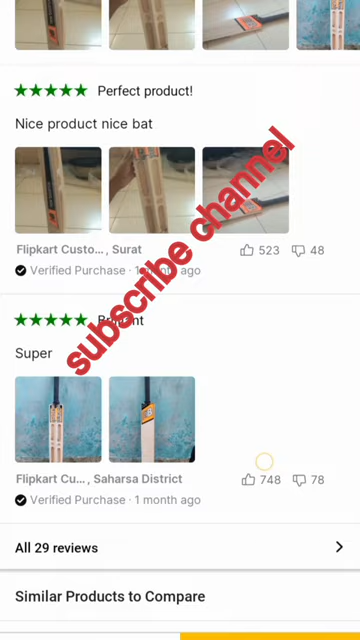 ★★★★★ Perfect product!
Nice product nice bat
Flipkart Custo... , Surat
523
48
Verified Purchase · 1 month ago
subscribe channel
★★★★★ Brilliant
Super
Flipkart Cu... , Saharsa District
748
78
Verified Purchase · 1 month ago
All 29 reviews
Similar Products to Compare